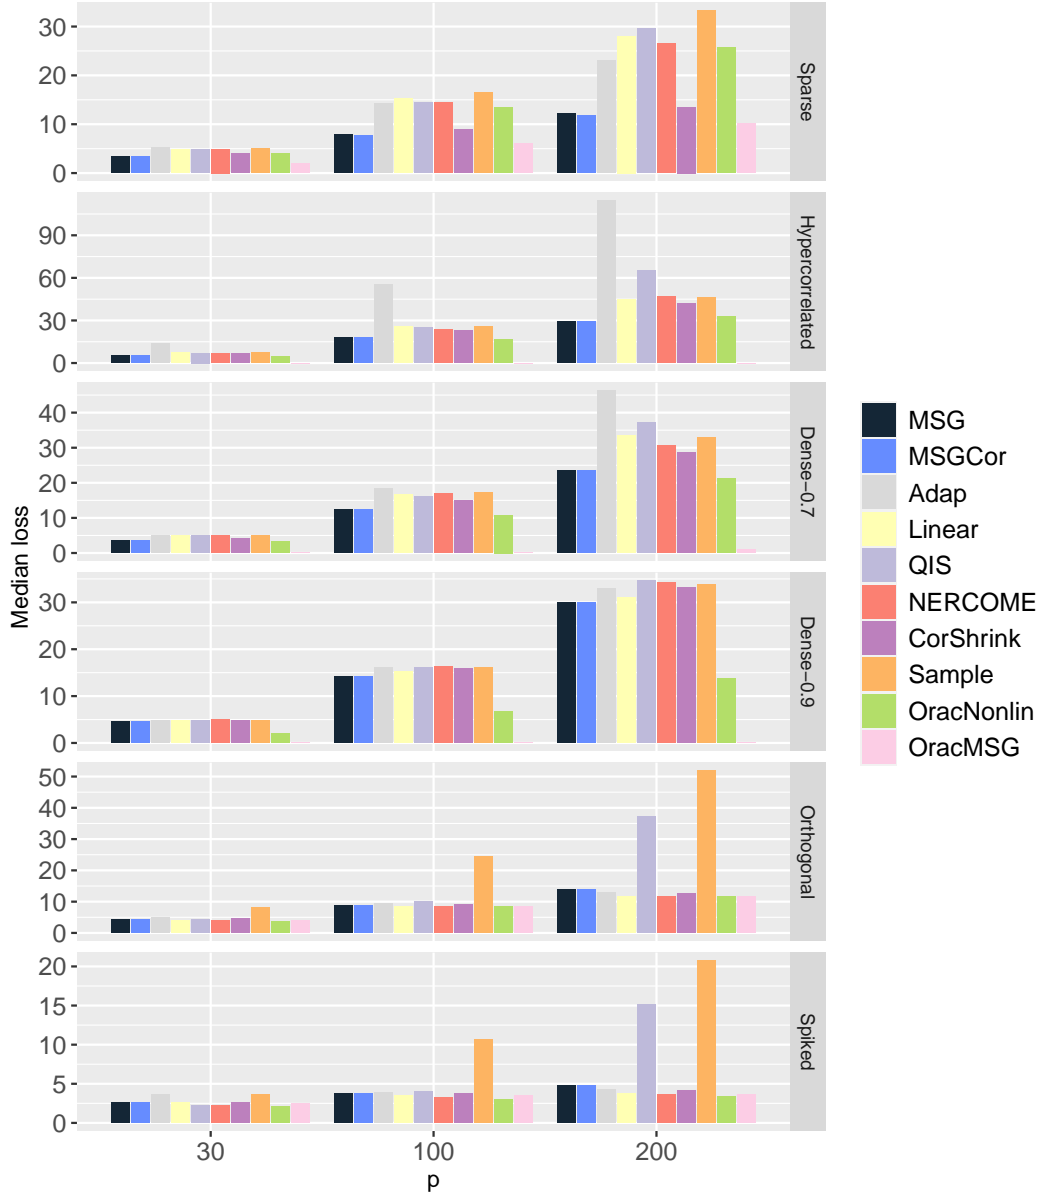 Median loss
30
20
10
0
Sparse
90
60
30
0
Hypercorrelated
40
30
20
10
0
Dense−0.7
30
20
10
0
Dense−0.9
50
40
30
20
10
0
Orthogonal
20
15
10
5
0
Spiked
30 100 200
p
MSG
MSGCor
Adap
Linear
QIS
NERCOME
CorShrink
Sample
OracNonlin
OracMSG